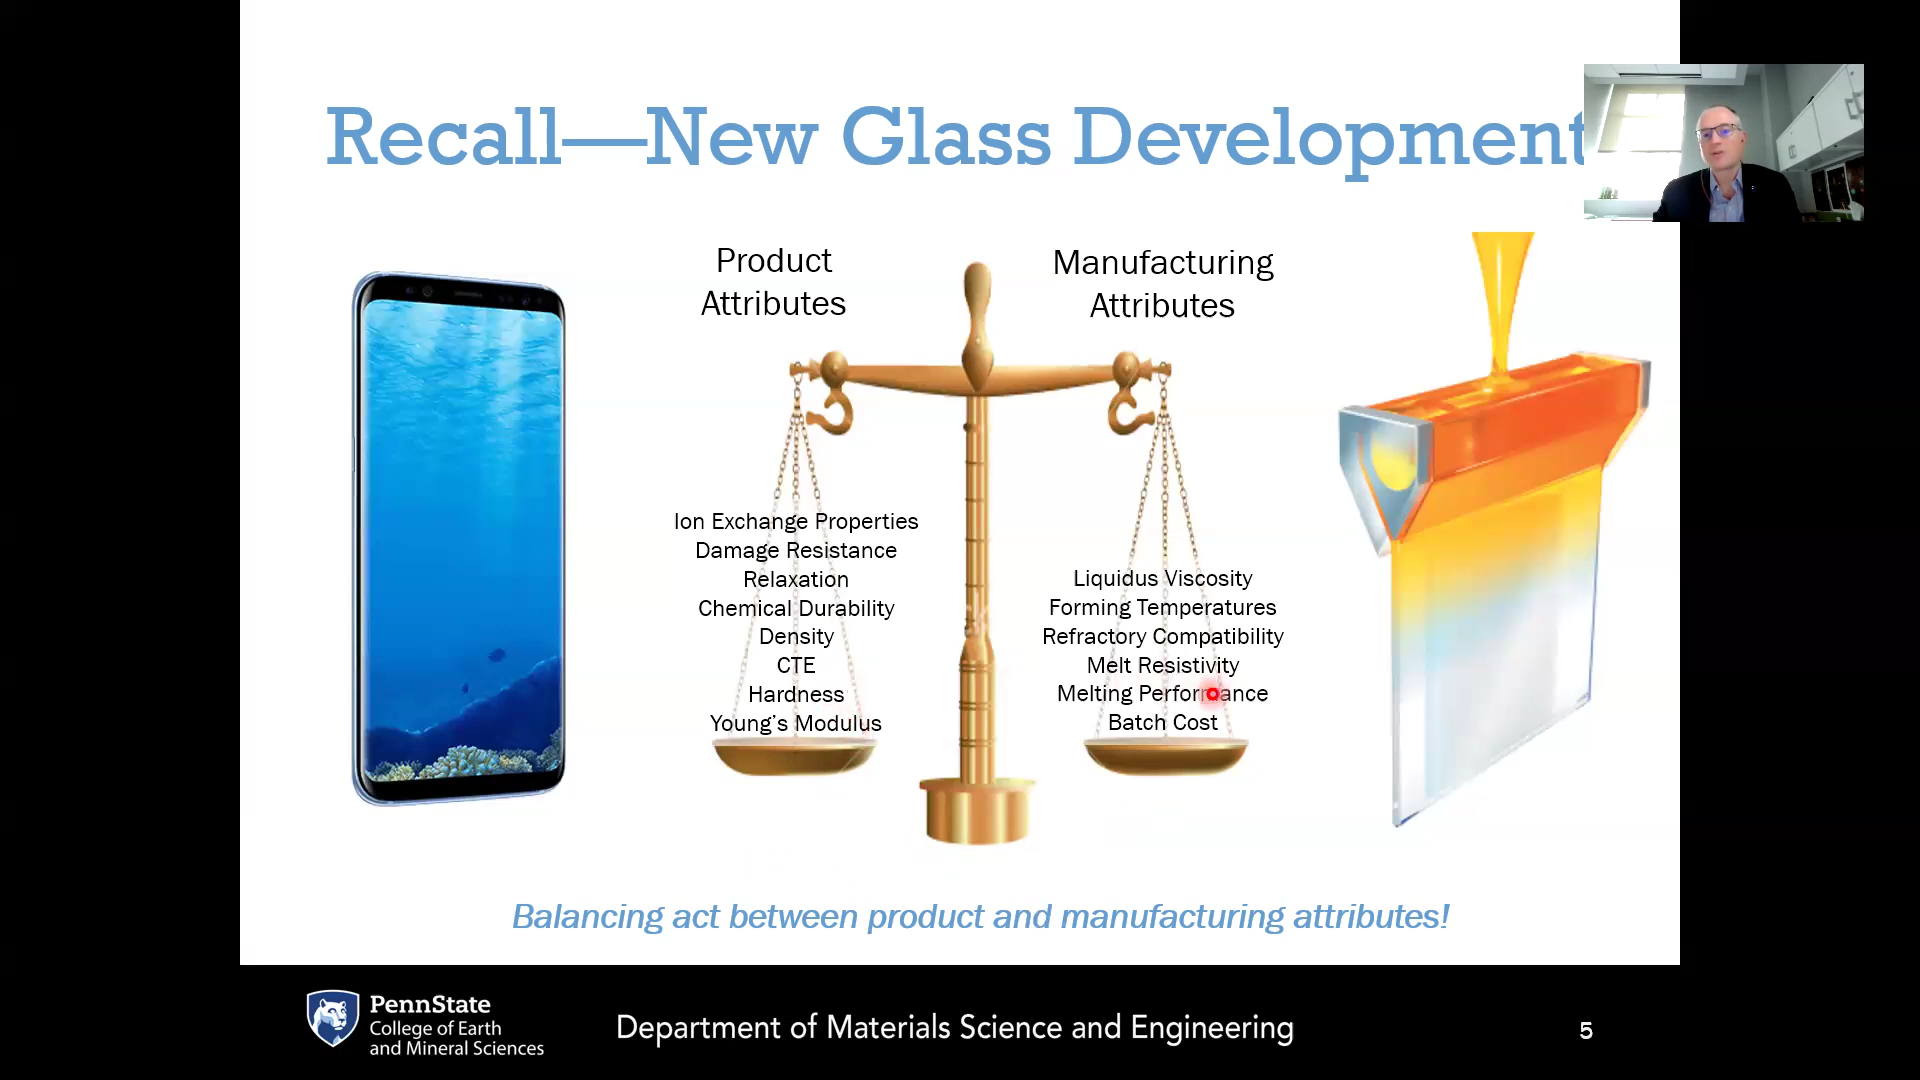 Recall—New Glass Development
Product
Attributes
Manufacturing
Attributes
Ion Exchange Properties
Damage Resistance
Relaxation
Chemical Durability
Density
CTE
Hardness
Young's Modulus
Liquidus Viscosity
Forming Temperatures
Refractory Compatibility
Melt Resistivity
Melting Performance
Batch Cost
Balancing act between product and manufacturing attributes!
PennState
College of Earth
and Mineral Sciences
Department of Materials Science and Engineering
5